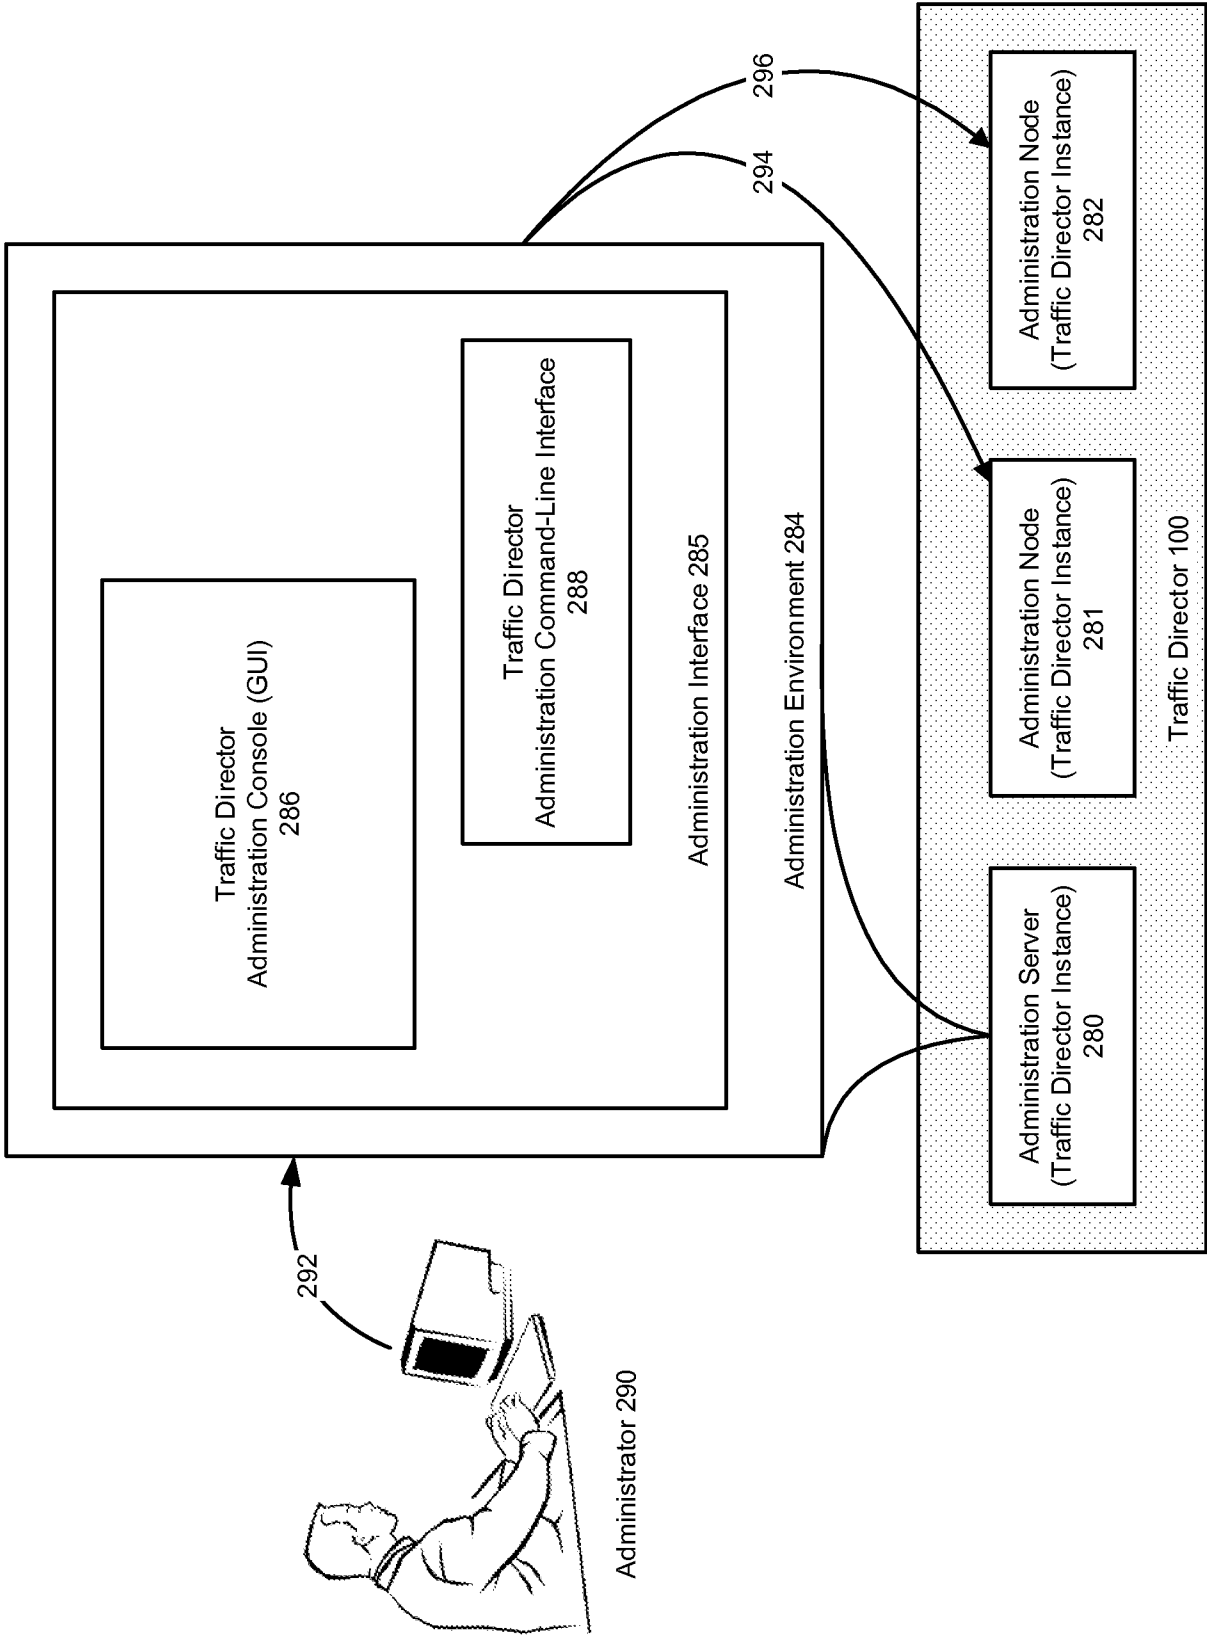 Traffic Director
Administration Console (GUI)
286
Traffic Director
Administration Command-Line Interface
288
Administration Interface 285
Administration Environment 284
292
Administrator 290
296
294
Administration Server
(Traffic Director Instance)
280
Administration Node
(Traffic Director Instance)
281
Administration Node
(Traffic Director Instance)
282
Traffic Director 100